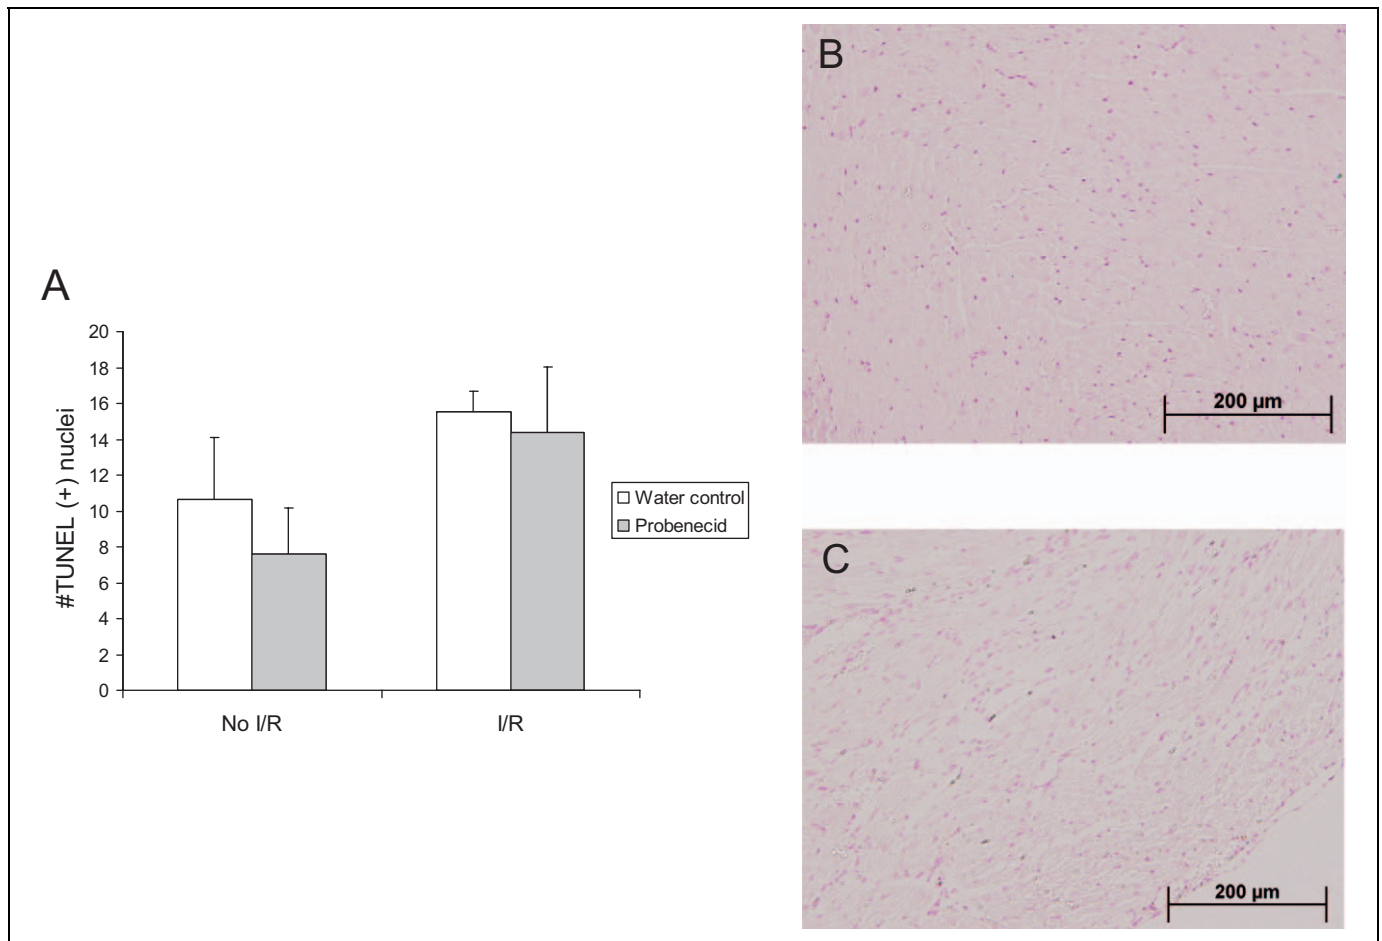 A
#TUNEL (+) nuclei
20
18
16
14
12
10
8
6
4
2
0
No I/R
I/R
Water control
Probenecid
B
200 µm
C
200 µm